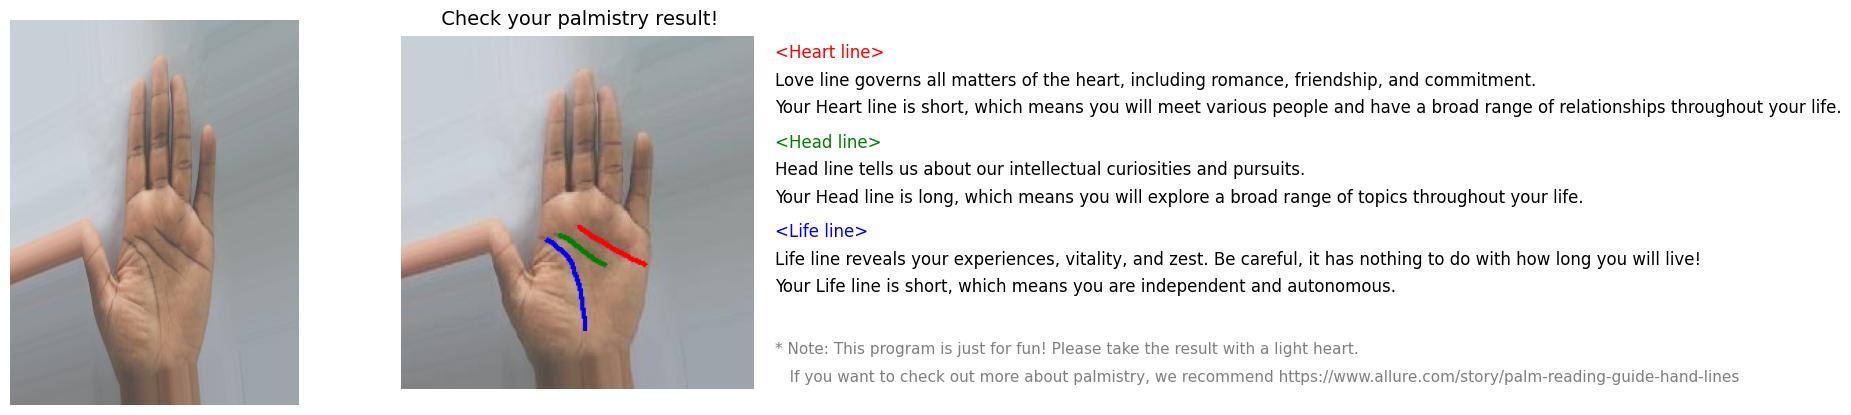 Check your palmistry result!
<Heart line>
Love line governs all matters of the heart, including romance, friendship, and commitment.
Your Heart line is short, which means you will meet various people and have a broad range of relationships throughout your life.
<Head line>
Head line tells us about our intellectual curiosities and pursuits.
Your Head line is long, which means you will explore a broad range of topics throughout your life.
<Life line>
Life line reveals your experiences, vitality, and zest. Be careful, it has nothing to do with how long you will live!
Your Life line is short, which means you are independent and autonomous.
* Note: This program is just for fun! Please take the result with a light heart.
If you want to check out more about palmistry, we recommend https://www.allure.com/story/palm-reading-guide-hand-lines